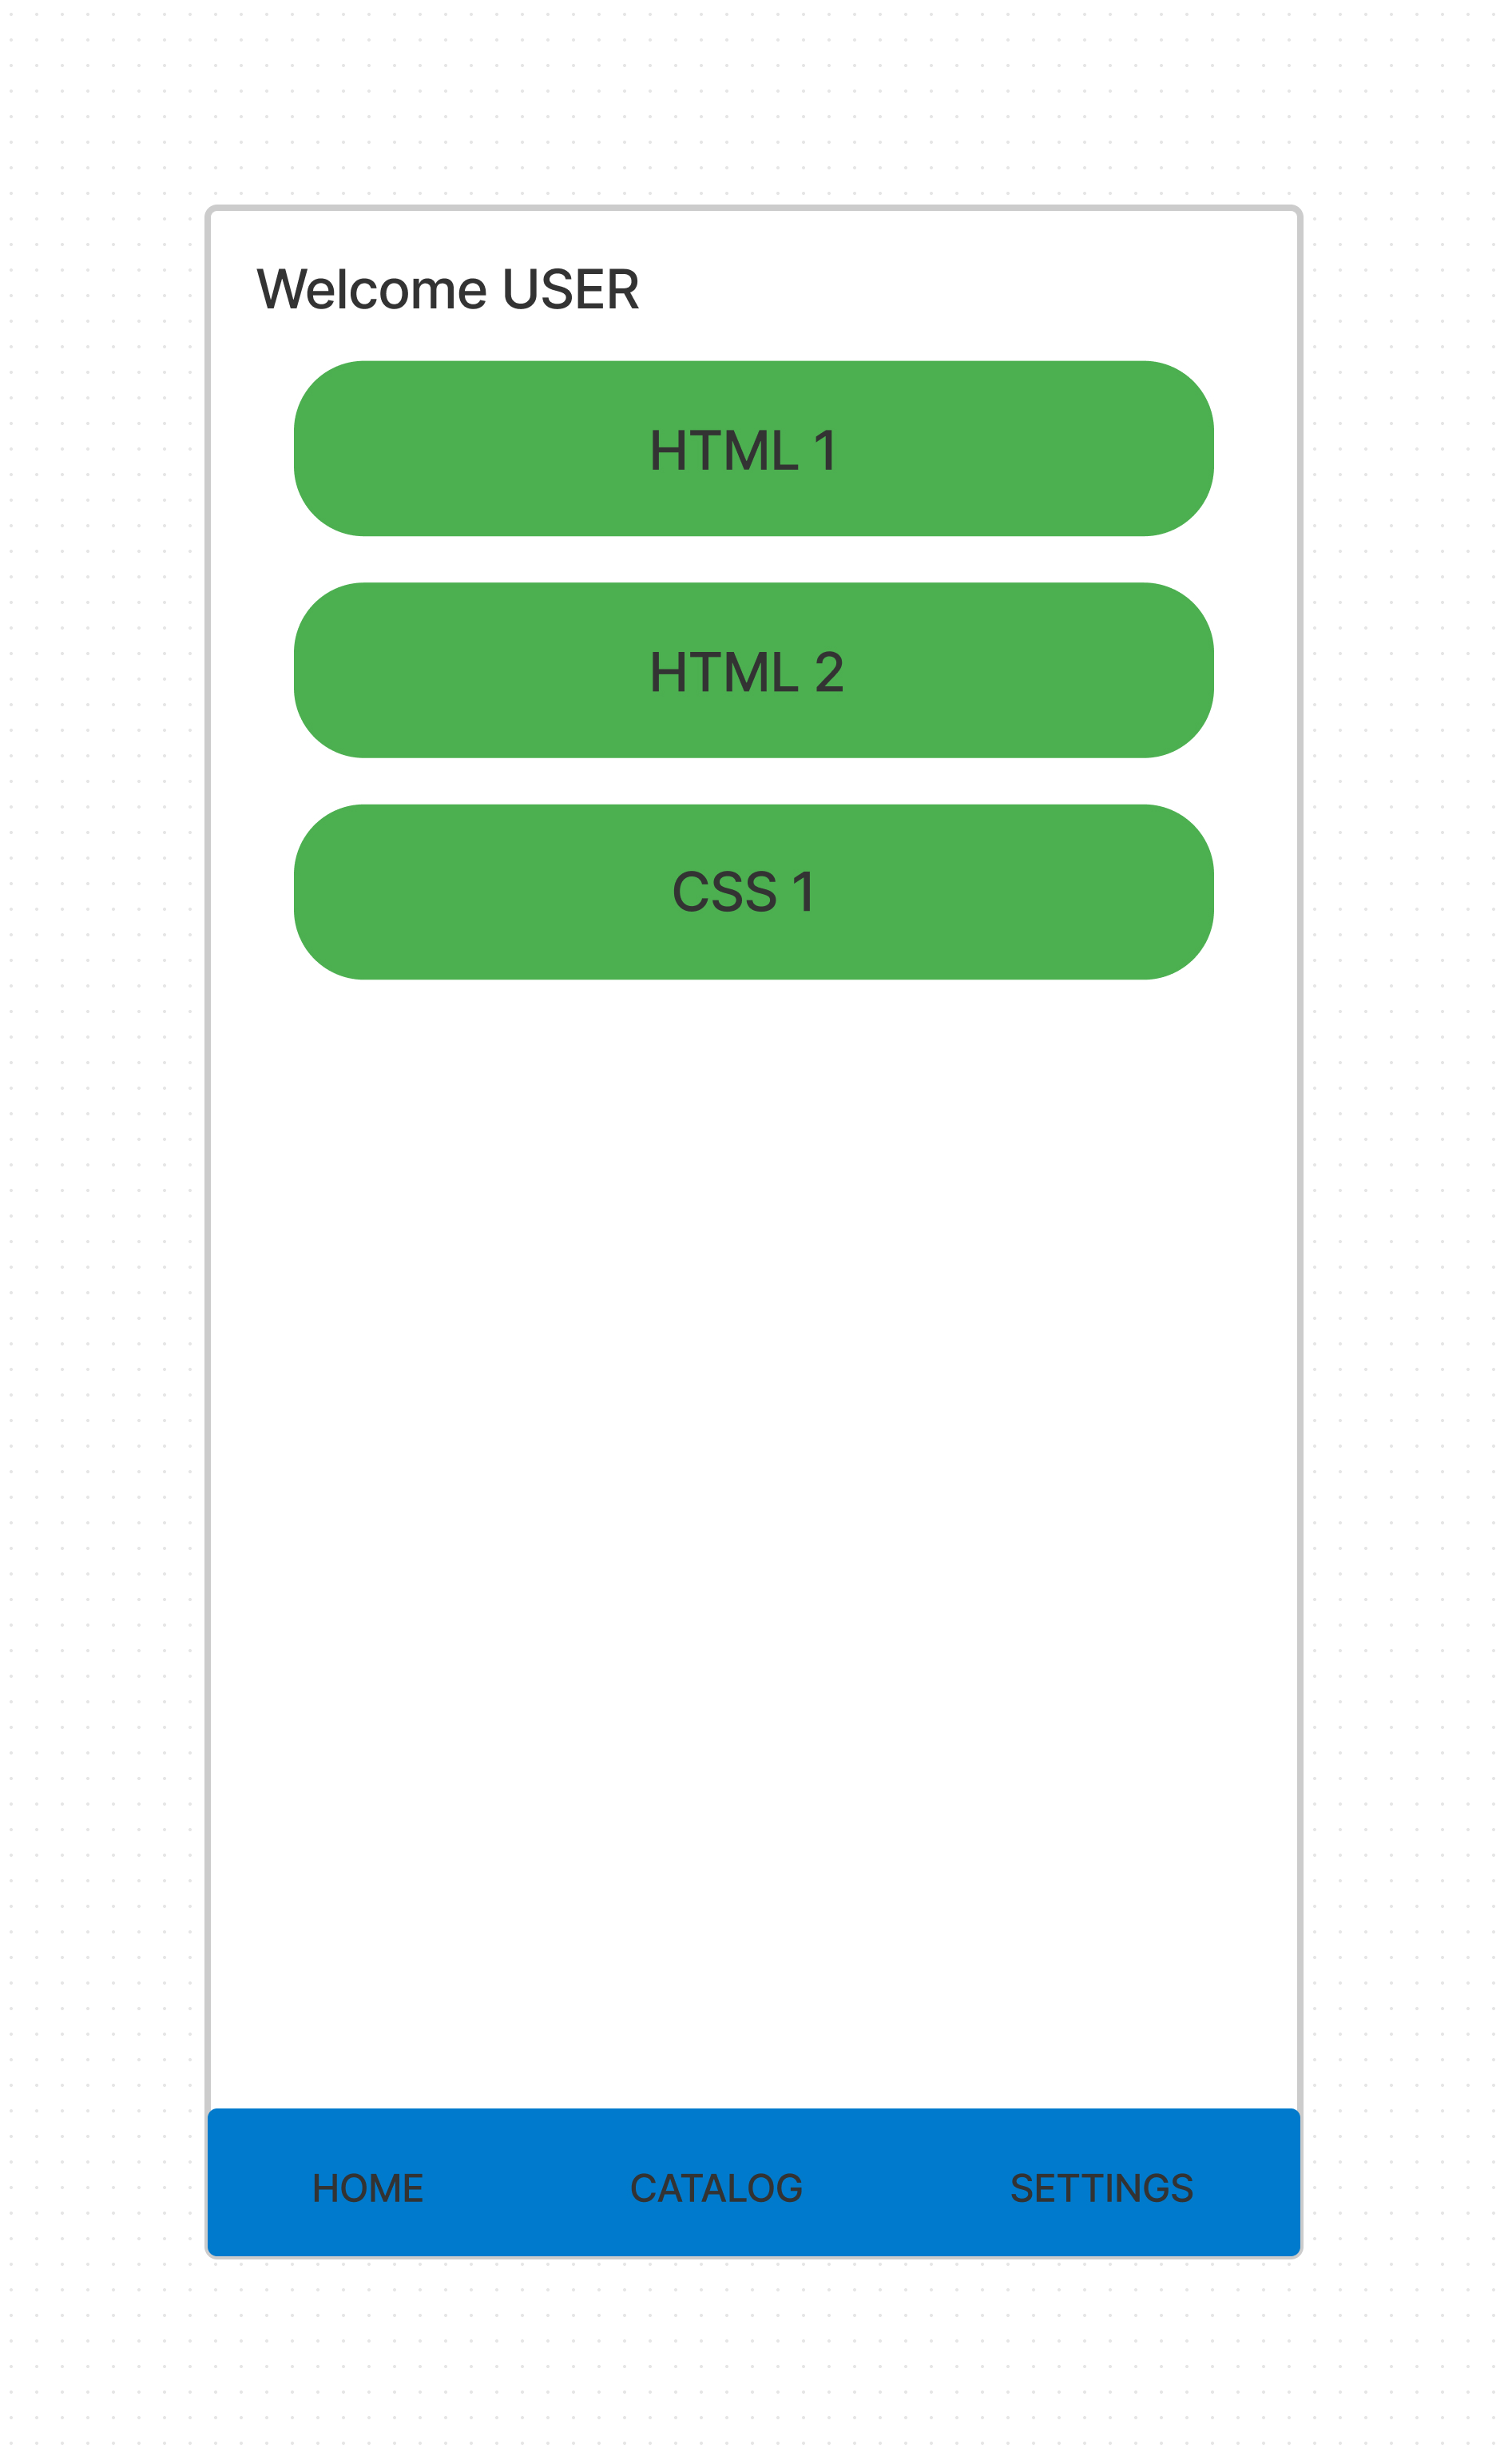 Welcome USER
HTML 1
HTML 2
CSS 1
HOME CATALOG SETTINGS